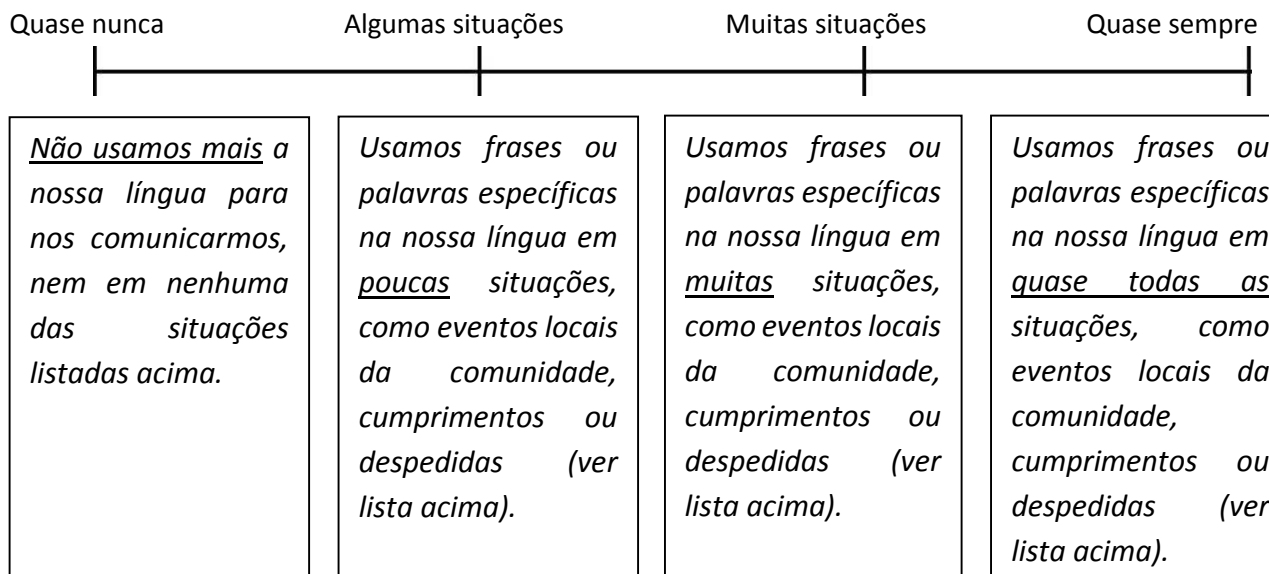 Quase nunca
Algumas situações
Muitas situações
Quase sempre
Não usamos mais a
nossa língua para
nos comunicarmos,
nem em nenhuma
das situações
listadas acima.
Usamos frases ou
palavras específicas
na nossa língua em
poucas situações,
como eventos locais
da comunidade,
cumprimentos ou
despedidas (ver
lista acima).
Usamos frases ou
palavras específicas
na nossa língua em
muitas situações,
como eventos locais
da comunidade,
cumprimentos ou
despedidas (ver
lista acima).
Usamos frases ou
palavras específicas
na nossa língua em
quase todas as
situações, como
eventos locais da
comunidade,
cumprimentos ou
despedidas (ver
lista acima).